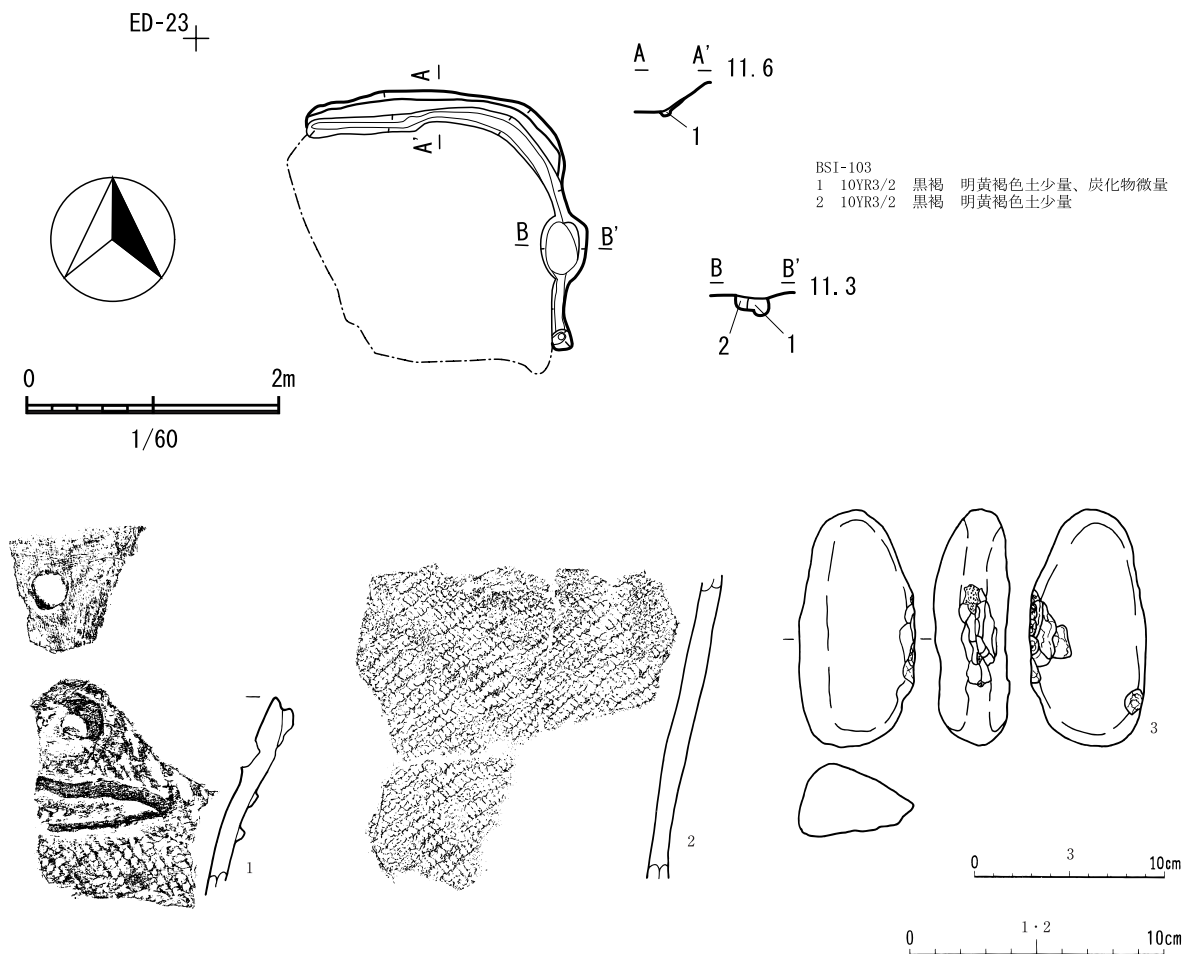 ED-23
A A' 11.6
A
1
A'
BSI-103
1 10YR3/2 黒褐 明黄褐色土少量、炭化物微量
2 10YR3/2 黒褐 明黄褐色土少量
B B'
B B' 11.3
2 1
0 2m
1/60
1
2
3
0 3 10cm
0 1・2 10cm